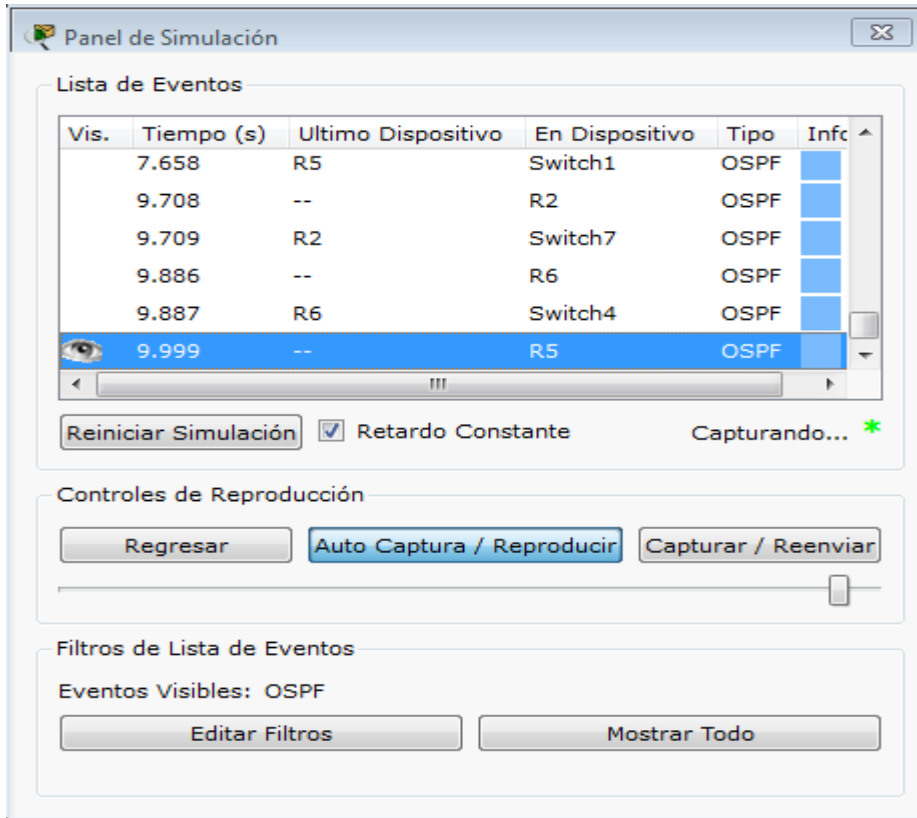 Panel de Simulación
Lista de Eventos
Vis. Tiempo (s) Ultimo Dispositivo En Dispositivo Tipo Infc
7.658 R5 Switch1 OSPF
9.708 -- R2 OSPF
9.709 R2 Switch7 OSPF
9.886 -- R6 OSPF
9.887 R6 Switch4 OSPF
9.999 -- R5 OSPF
Reiniciar Simulación Retardo Constante Capturando... *
Controles de Reproducción
Regresar Auto Captura / Reproducir Capturar / Reenviar
Filtros de Lista de Eventos
Eventos Visibles: OSPF
Editar Filtros Mostrar Todo